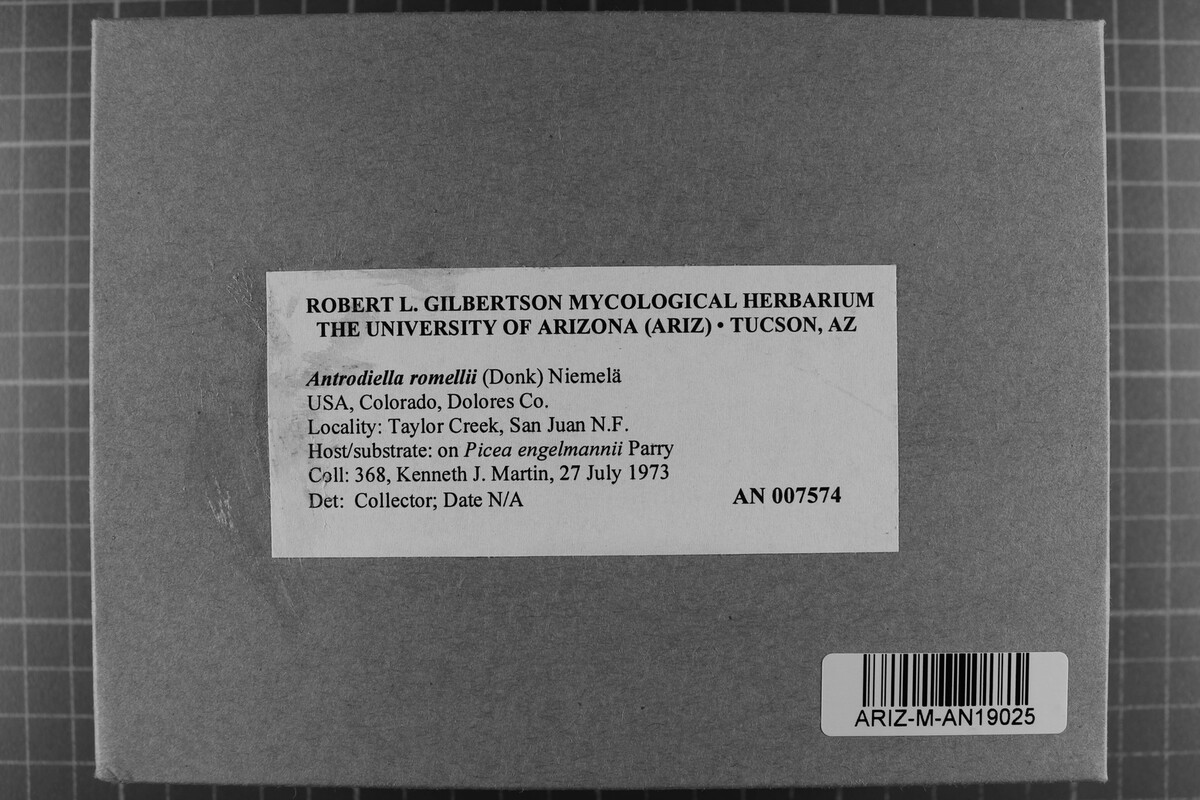 ROBERT L. GILBERTSON MYCOLOGICAL HERBARIUM
THE UNIVERSITY OF ARIZONA (ARIZ) • TUCSON, AZ
Antrodiella romellii (Donk) Niemelä
USA, Colorado, Dolores Co.
Locality: Taylor Creek, San Juan N.F.
Host/substrate: on Picea engelmannii Parry
Coll: 368, Kenneth J. Martin, 27 July 1973
Det: Collector; Date N/A
AN 007574
ARIZ-M-AN19025